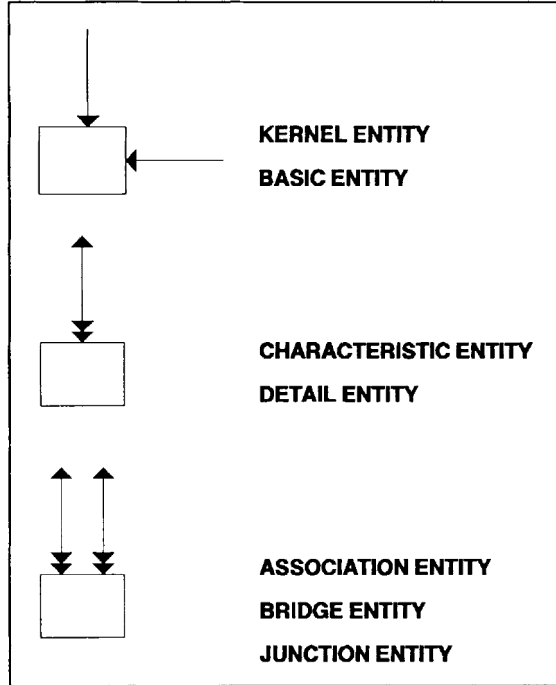 KERNEL ENTITY
BASIC ENTITY
CHARACTERISTIC ENTITY
DETAIL ENTITY
ASSOCIATION ENTITY
BRIDGE ENTITY
JUNCTION ENTITY